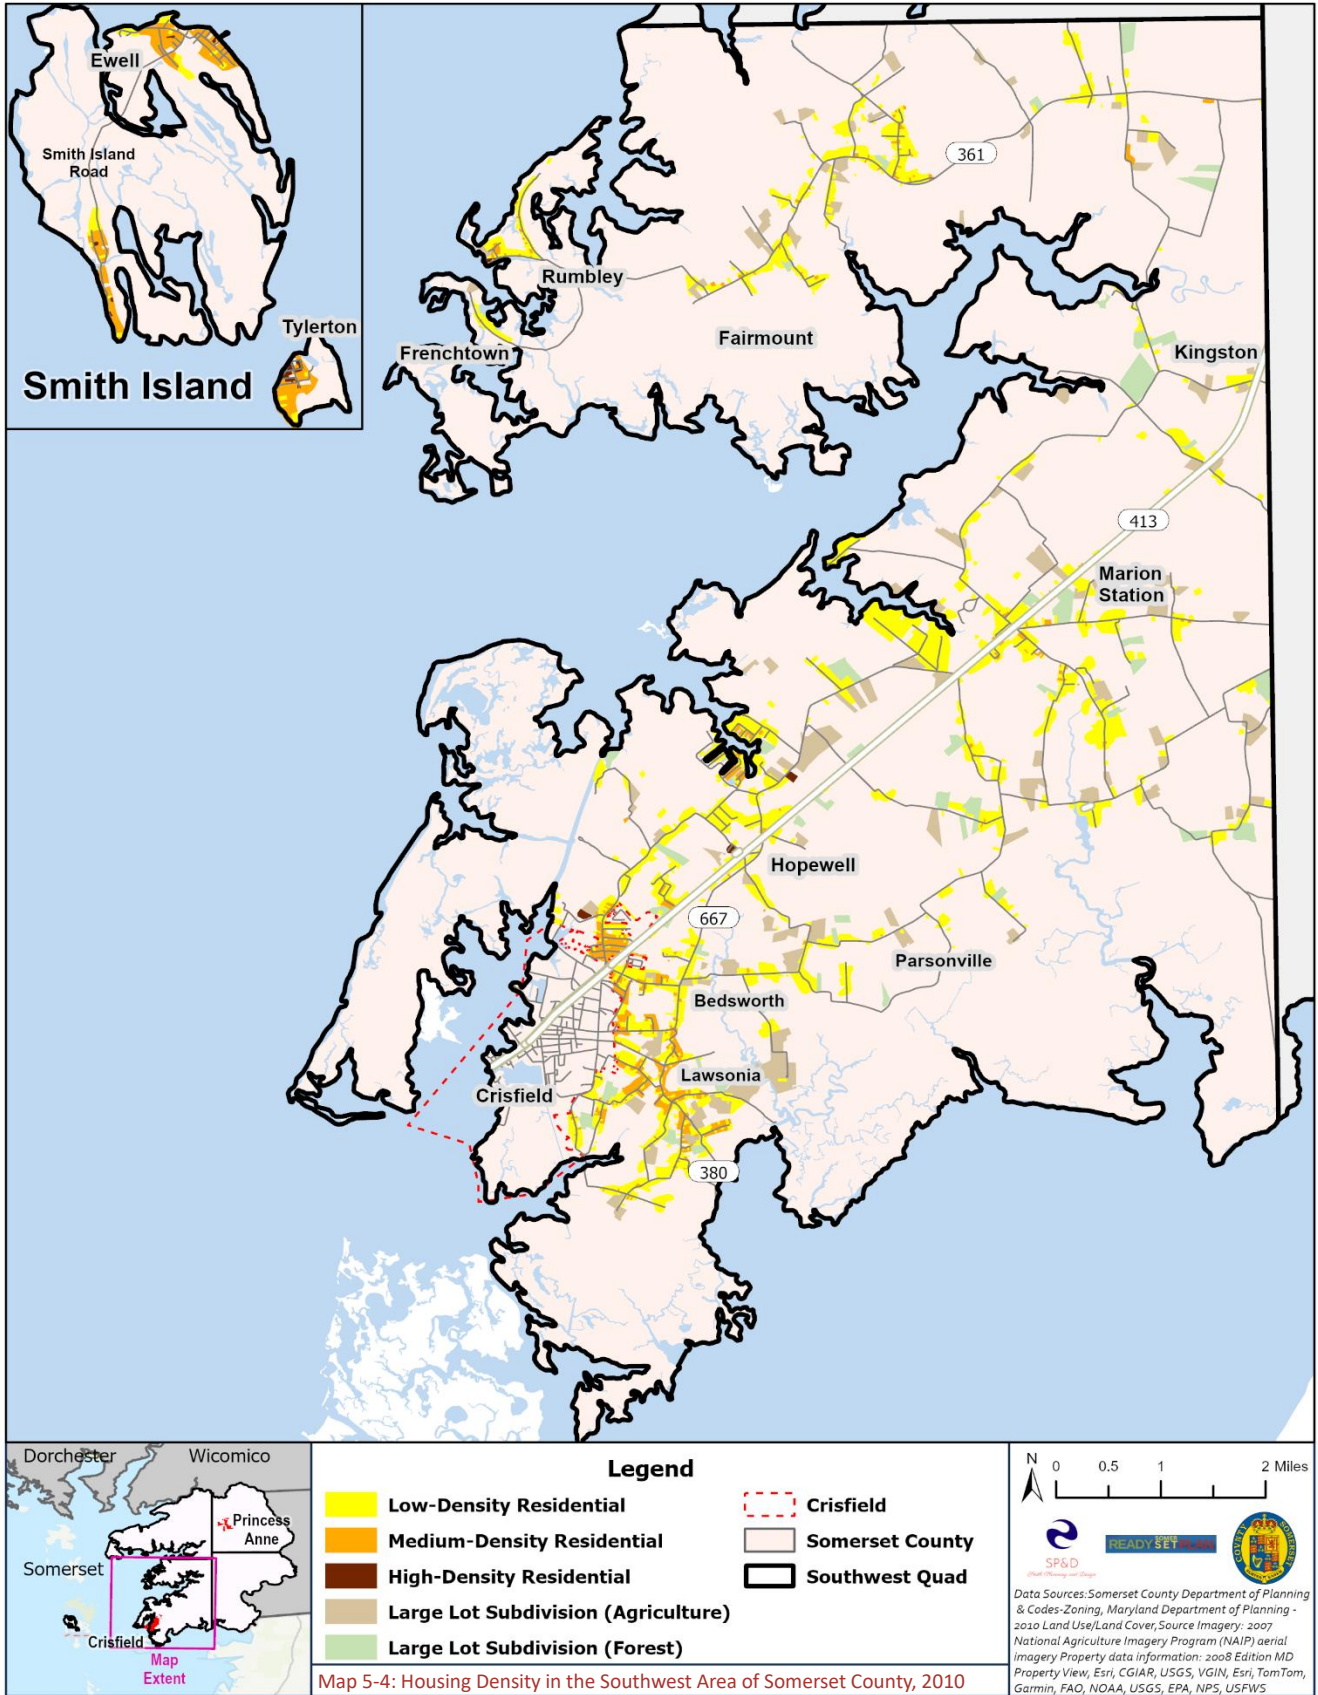 Ewell
Smith Island
Road
Tylerton
Smith Island
361
Rumbley
Fairmount
Frenchtown
Kingston
413
Marion
Station
Hopewell
667
Parsonville
Bedsworth
Lawsonia
Crisfield
380
Dorchester
Wicomico
Princess
Anne
Somerset
Crisfield
Map
Extent
Legend
Low-Density Residential
Medium-Density Residential
High-Density Residential
Large Lot Subdivision (Agriculture)
Large Lot Subdivision (Forest)
Crisfield
Somerset County
Southwest Quad
Map 5-4: Housing Density in the Southwest Area of Somerset County, 2010
N
0 0.5 1 2 Miles
SP&D
READY SOMER SET PLAN
COUNTY SOMERSET
Data Sources:Somerset County Department of Planning
& Codes-Zoning, Maryland Department of Planning -
2010 Land Use/Land Cover,Source Imagery: 2007
National Agriculture Imagery Program (NAIP) aerial
imagery Property data information: 2008 Edition MD
Property View, Esri, CGIAR, USGS, VGIN, Esri, TomTom,
Garmin, FAO, NOAA, USGS, EPA, NPS, USFWS